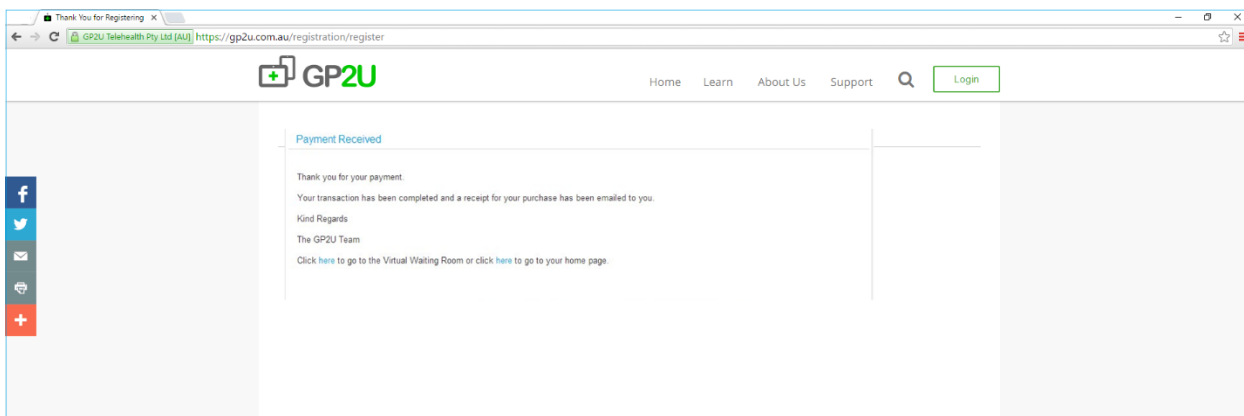 Thank You for Registering
GP2U Telehealth Pty Ltd [AU] https://gp2u.com.au/registration/register
GP2U
Home Learn About Us Support Login
Payment Received
Thank you for your payment.
Your transaction has been completed and a receipt for your purchase has been emailed to you.
Kind Regards
The GP2U Team
Click here to go to the Virtual Waiting Room or click here to go to your home page.